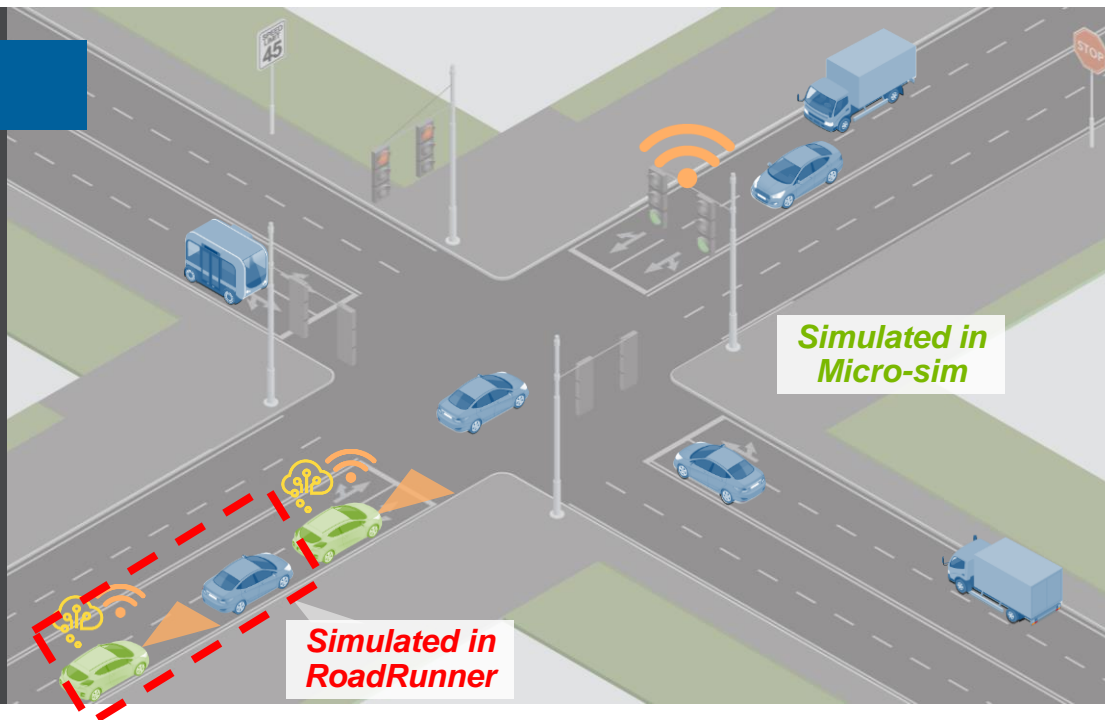 SPEED
LIMIT
45
STOP
Simulated in
Micro-sim
Simulated in
RoadRunner